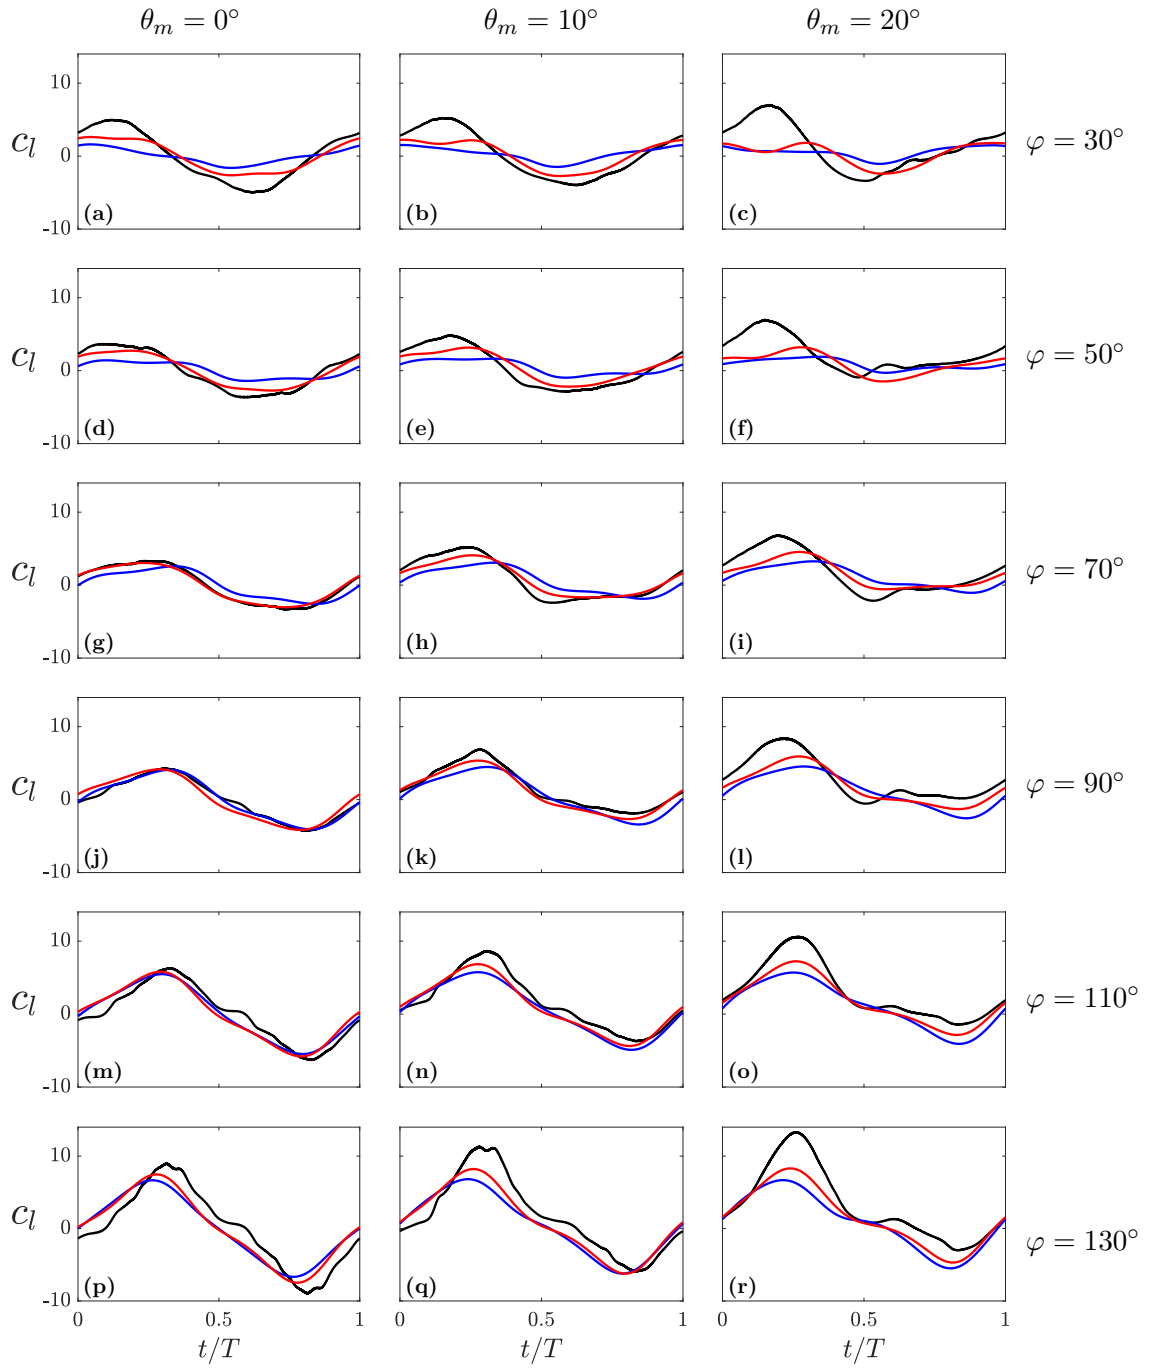 θₘ = 0° θₘ = 10° θₘ = 20°
10
0
-10
cₗ
(a) (b) (c)
φ = 30°
10
0
-10
cₗ
(d) (e) (f)
φ = 50°
10
0
-10
cₗ
(g) (h) (i)
φ = 70°
10
0
-10
cₗ
(j) (k) (l)
φ = 90°
10
0
-10
cₗ
(m) (n) (o)
φ = 110°
10
0
-10
cₗ
(p) (q) (r)
φ = 130°
0 0.5 1 0 0.5 1 0 0.5 1
t/T t/T t/T